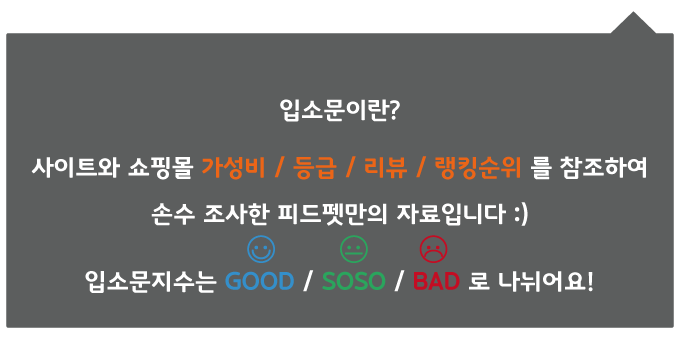 입소문이란?
사이트와 쇼핑몰 가성비 / 등급 / 리뷰 / 랭킹순위 를 참조하여
손수 조사한 피드펫만의 자료입니다 :)
입소문지수는 GOOD / SOSO / BAD 로 나뉘어요!